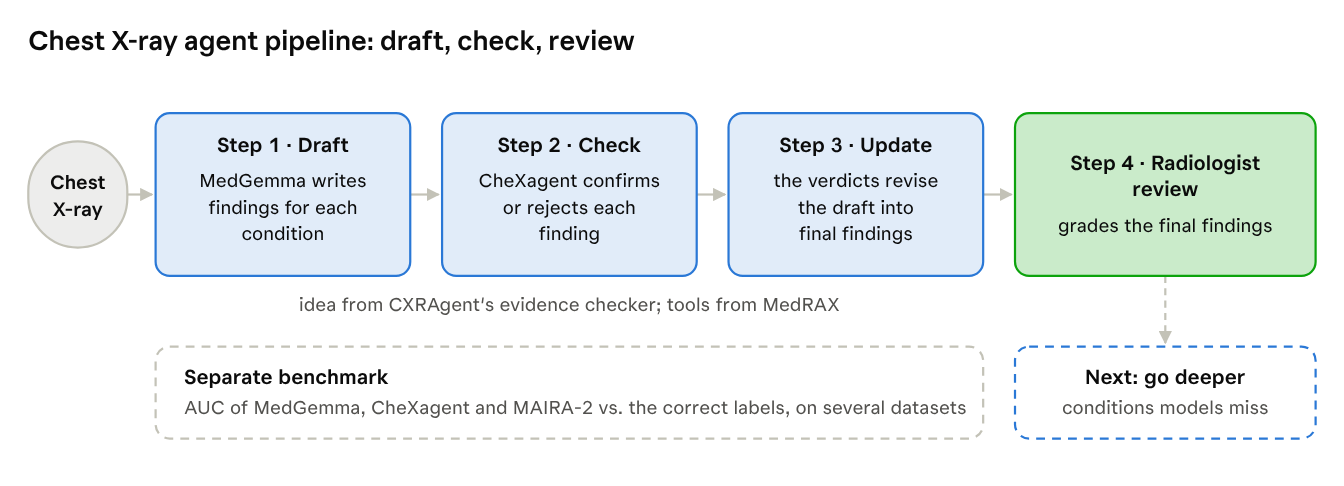 Chest X-ray agent pipeline: draft, check, review
Chest
X-ray
Step 1 · Draft
MedGemma writes
findings for each
condition
Step 2 · Check
CheXagent confirms
or rejects each
finding
Step 3 · Update
the verdicts revise
the draft into
final findings
Step 4 · Radiologist
review
grades the final findings
idea from CXRAgent's evidence checker; tools from MedRAX
Separate benchmark
AUC of MedGemma, CheXagent and MAIRA-2 vs. the correct labels, on several datasets
Next: go deeper
conditions models miss